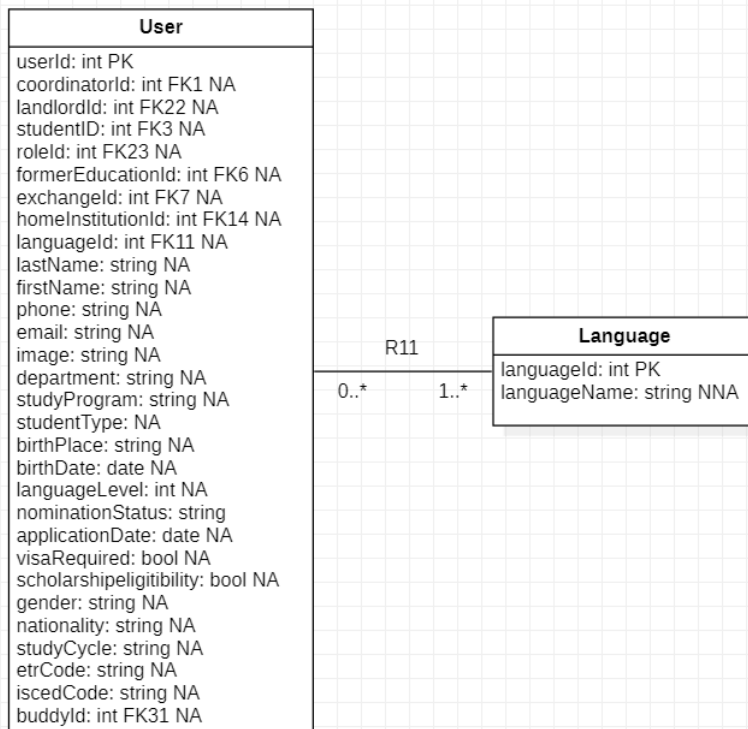 User
userId: int PK
coordinatorId: int FK1 NA
landlordId: int FK22 NA
studentID: int FK3 NA
roleId: int FK23 NA
formerEducationId: int FK6 NA
exchangeId: int FK7 NA
homeInstitutionId: int FK14 NA
languageId: int FK11 NA
lastName: string NA
firstName: string NA
phone: string NA
email: string NA
image: string NA
department: string NA
studyProgram: string NA
studentType: NA
birthPlace: string NA
birthDate: date NA
languageLevel: int NA
nominationStatus: string
applicationDate: date NA
visaRequired: bool NA
scholarshipeligitibility: bool NA
gender: string NA
nationality: string NA
studyCycle: string NA
etrCode: string NA
iscedCode: string NA
buddyId: int FK31 NA
R11
0..*
1..*
Language
languageId: int PK
languageName: string NNA